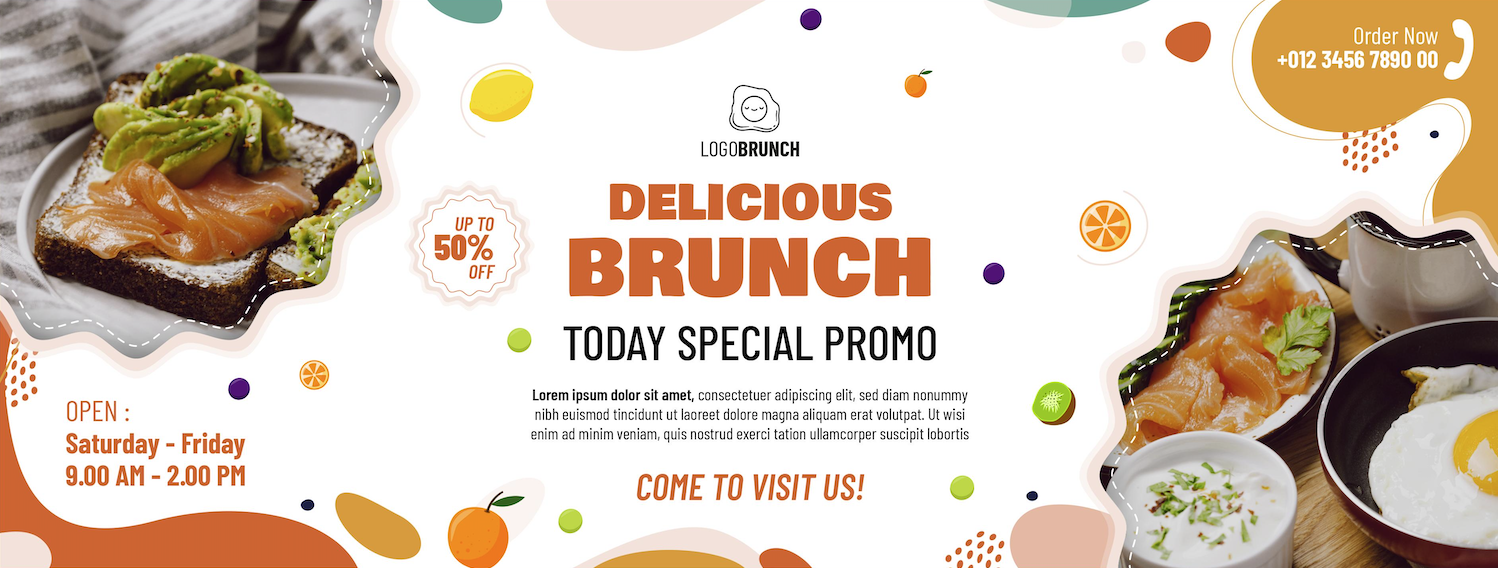 Order Now
+012 3456 7890 00
LOGOBRUNCH
DELICIOUS
BRUNCH
UP TO
50%
OFF
TODAY SPECIAL PROMO
Lorem ipsum dolor sit amet, consectetuer adipiscing elit, sed diam nonummy
nibh euismod tincidunt ut laoreet dolore magna aliquam erat volutpat. Ut wisi
enim ad minim veniam, quis nostrud exerci tation ullamcorper suscipit lobortis
COME TO VISIT US!
OPEN :
Saturday - Friday
9.00 AM - 2.00 PM